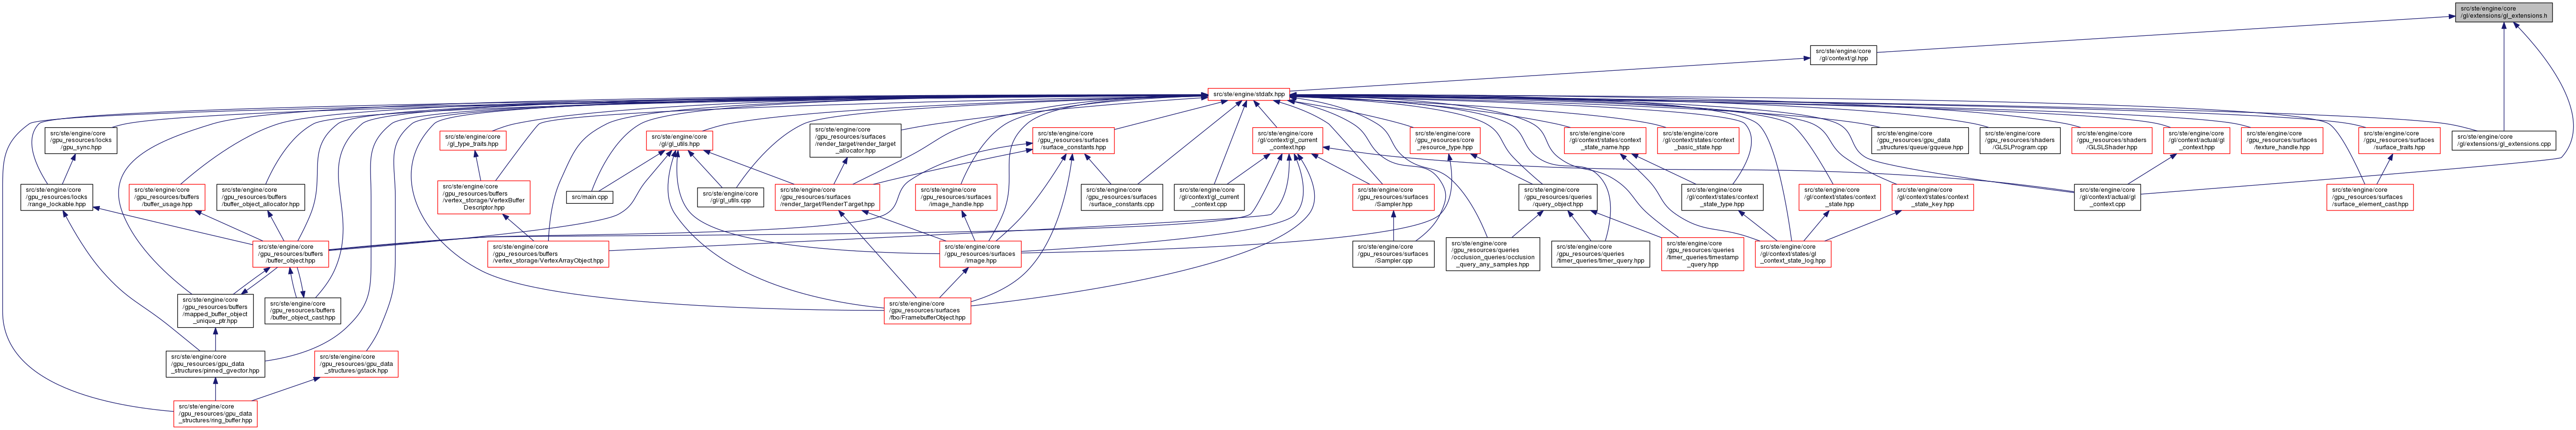 src/ste/engine/core
/gl/extensions/gl_extensions.h
src/ste/engine/core
/gl/context/gl.hpp
src/ste/engine/stdafx.hpp
src/ste/engine/core
/gpu_resources/locks
/gpu_sync.hpp
src/ste/engine/core
/gl_type_traits.hpp
src/ste/engine/core
/gl/gl_utils.hpp
src/ste/engine/core
/gpu_resources/surfaces
/render_target/render_target
_allocator.hpp
src/ste/engine/core
/gpu_resources/surfaces
/surface_constants.hpp
src/ste/engine/core
/gl/context/gl_current
_context.hpp
src/ste/engine/core
/gpu_resources/core
_resource_type.hpp
src/ste/engine/core
/gl/context/states/context
_state_name.hpp
src/ste/engine/core
/gl/context/states/context
_basic_state.hpp
src/ste/engine/core
/gpu_resources/gpu_data
_structures/queue/gqueue.hpp
src/ste/engine/core
/gpu_resources/shaders
/GLSLProgram.cpp
src/ste/engine/core
/gpu_resources/shaders
/GLSLShader.hpp
src/ste/engine/core
/gl/context/actual/gl
_context.hpp
src/ste/engine/core
/gpu_resources/surfaces
/texture_handle.hpp
src/ste/engine/core
/gpu_resources/surfaces
/surface_traits.hpp
src/ste/engine/core
/gl/extensions/gl_extensions.cpp
src/ste/engine/core
/gpu_resources/locks
/range_lockable.hpp
src/ste/engine/core
/gpu_resources/buffers
/buffer_usage.hpp
src/ste/engine/core
/gpu_resources/buffers
/buffer_object_allocator.hpp
src/ste/engine/core
/gpu_resources/buffers
/vertex_storage/VertexBuffer
Descriptor.hpp
src/main.cpp
src/ste/engine/core
/gl/gl_utils.cpp
src/ste/engine/core
/gpu_resources/surfaces
/render_target/RenderTarget.hpp
src/ste/engine/core
/gpu_resources/surfaces
/image_handle.hpp
src/ste/engine/core
/gpu_resources/surfaces
/surface_constants.cpp
src/ste/engine/core
/gl/context/gl_current
_context.cpp
src/ste/engine/core
/gpu_resources/surfaces
/Sampler.hpp
src/ste/engine/core
/gpu_resources/queries
/query_object.hpp
src/ste/engine/core
/gl/context/states/context
_state_type.hpp
src/ste/engine/core
/gl/context/states/context
_state.hpp
src/ste/engine/core
/gl/context/states/context
_state_key.hpp
src/ste/engine/core
/gl/context/actual/gl
_context.cpp
src/ste/engine/core
/gpu_resources/surfaces
/surface_element_cast.hpp
src/ste/engine/core
/gpu_resources/buffers
/buffer_object.hpp
src/ste/engine/core
/gpu_resources/buffers
/vertex_storage/VertexArrayObject.hpp
src/ste/engine/core
/gpu_resources/surfaces
/image.hpp
src/ste/engine/core
/gpu_resources/surfaces
/Sampler.cpp
src/ste/engine/core
/gpu_resources/queries
/occlusion_queries/occlusion
_query_any_samples.hpp
src/ste/engine/core
/gpu_resources/queries
/timer_queries/timer_query.hpp
src/ste/engine/core
/gpu_resources/queries
/timer_queries/timestamp
_query.hpp
src/ste/engine/core
/gl/context/states/gl
_context_state_log.hpp
src/ste/engine/core
/gpu_resources/buffers
/mapped_buffer_object
_unique_ptr.hpp
src/ste/engine/core
/gpu_resources/buffers
/buffer_object_cast.hpp
src/ste/engine/core
/gpu_resources/surfaces
/fbo/FramebufferObject.hpp
src/ste/engine/core
/gpu_resources/gpu_data
_structures/pinned_gvector.hpp
src/ste/engine/core
/gpu_resources/gpu_data
_structures/gstack.hpp
src/ste/engine/core
/gpu_resources/gpu_data
_structures/ring_buffer.hpp